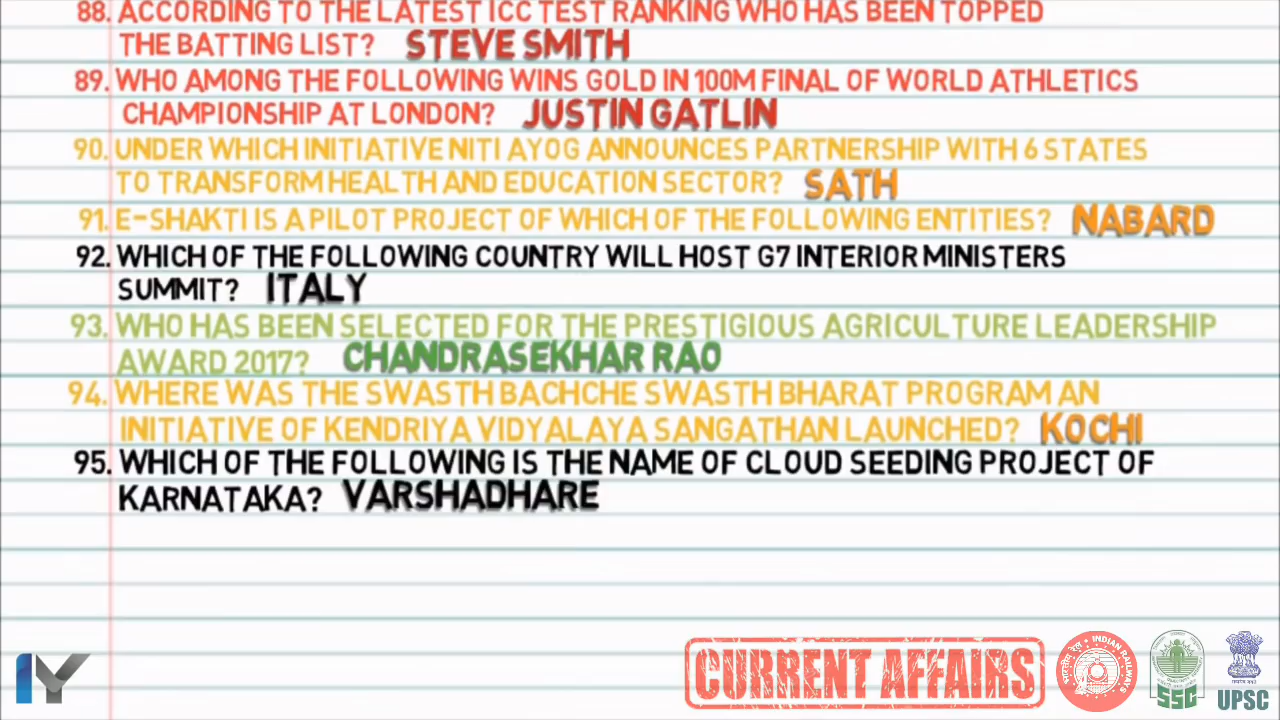 88. ACCORDING TO THE LATEST ICC TEST RANKING WHO HAS BEEN TOPPED
THE BATTING LIST? STEVE SMITH
89. WHO AMONG THE FOLLOWING WINS GOLD IN 100M FINAL OF WORLD ATHLETICS
CHAMPIONSHIP AT LONDON? JUSTIN GATLIN
90. UNDER WHICH INITIATIVE NITI AYOG ANNOUNCES PARTNERSHIP WITH 6 STATES
TO TRANSFORM HEALTH AND EDUCATION SECTOR? SATH
91. E-SHAKTI IS A PILOT PROJECT OF WHICH OF THE FOLLOWING ENTITIES? NABARD
92. WHICH OF THE FOLLOWING COUNTRY WILL HOST G7 INTERIOR MINISTERS
SUMMIT? ITALY
93. WHO HAS BEEN SELECTED FOR THE PRESTIGIOUS AGRICULTURE LEADERSHIP
AWARD 2017? CHANDRASEKHAR RAO
94. WHERE WAS THE SWASTH BACHCHE SWASTH BHARAT PROGRAM AN
INITIATIVE OF KENDRIYA VIDYALAYA SANGATHAN LAUNCHED? KOCHI
95. WHICH OF THE FOLLOWING IS THE NAME OF CLOUD SEEDING PROJECT OF
KARNATAKA? VARSHADHARE
IY
CURRENT AFFAIRS
INDIAN RAILWAYS
भारतीय रेल
SSC
UPSC